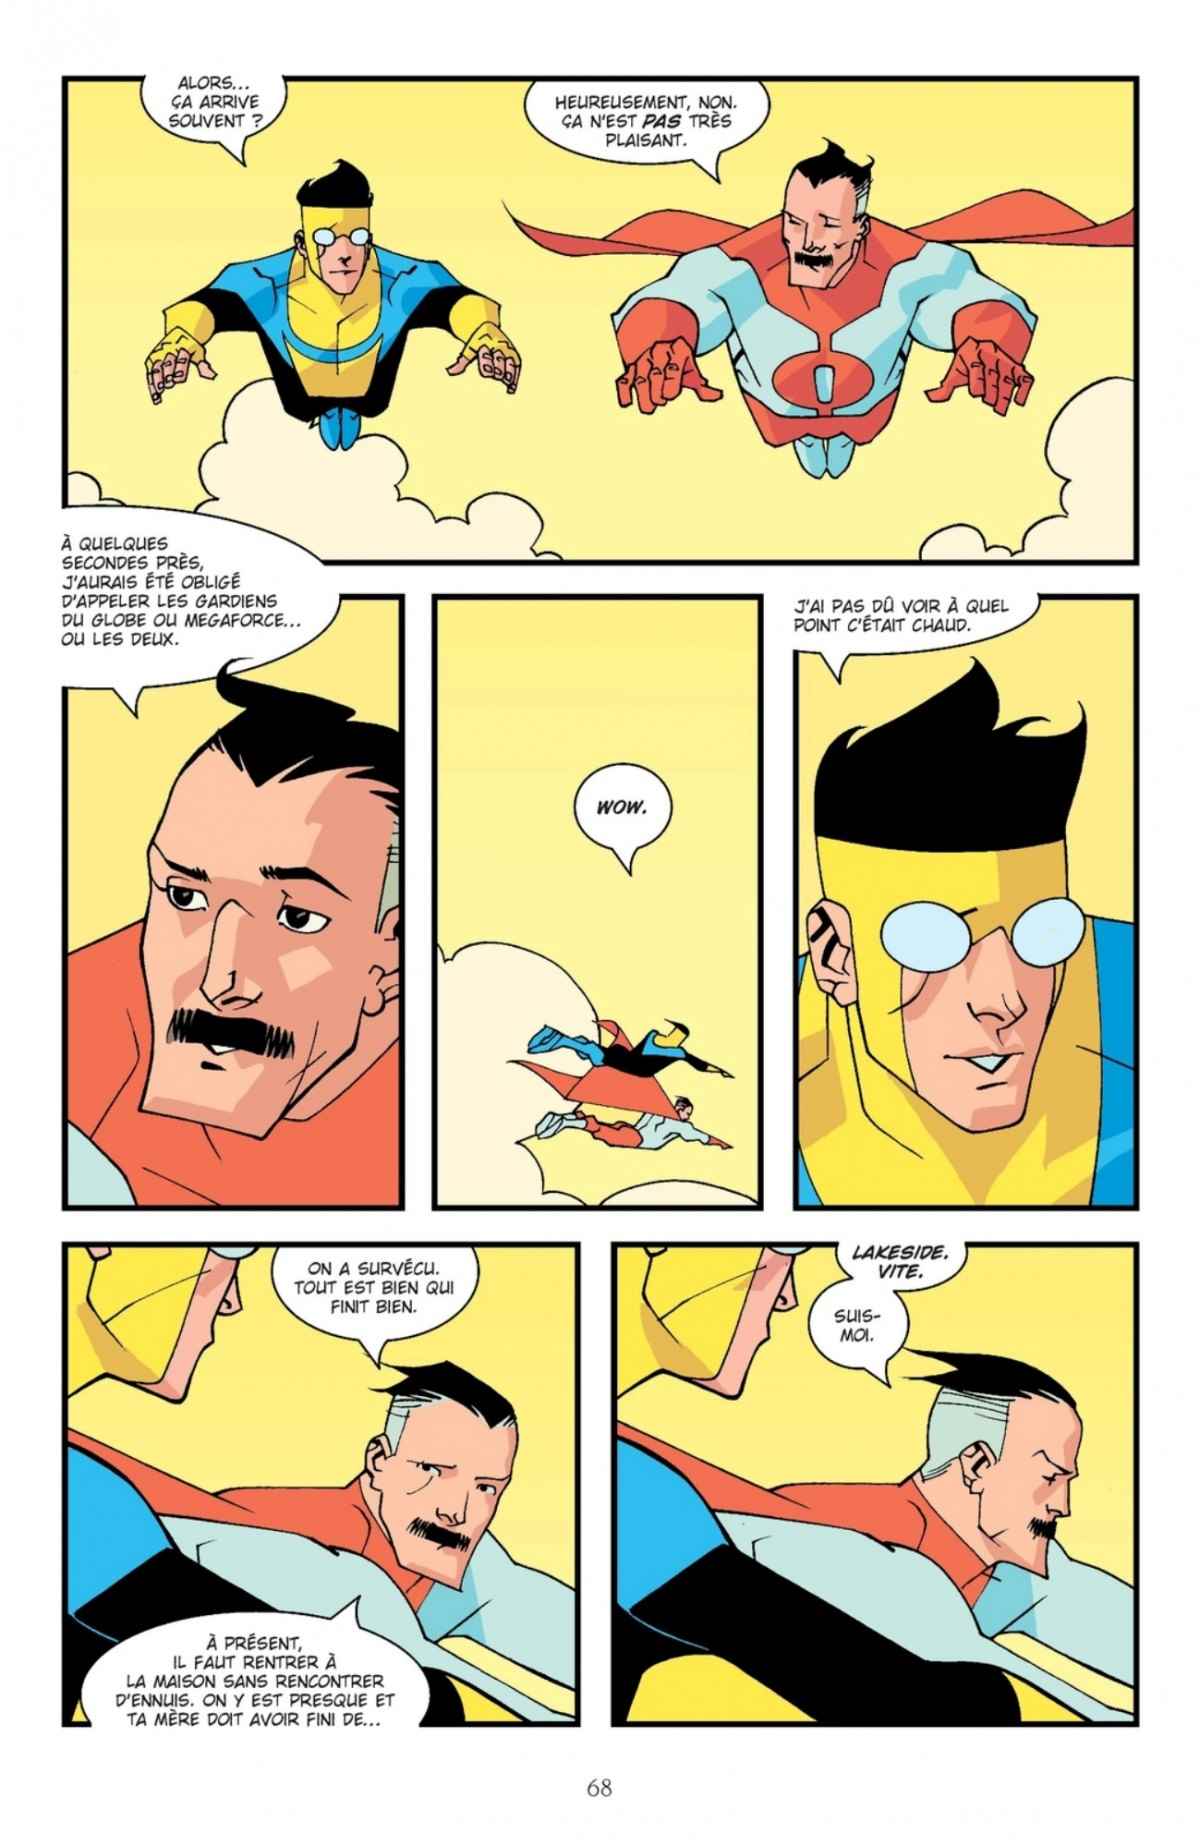 ALORS...
ÇA ARRIVE
SOUVENT ?
HEUREUSEMENT, NON.
ÇA N'EST PAS TRÈS
PLAISANT.
À QUELQUES
SECONDES PRÈS,
J'AURAIS ÉTÉ OBLIGÉ
D'APPELER LES GARDIENS
DU GLOBE OU MEGAFORCE...
OU LES DEUX.
WOW.
J'AI PAS DÛ VOIR À QUEL
POINT C'ÉTAIT CHAUD.
ON A SURVÉCU.
TOUT EST BIEN QUI
FINIT BIEN.
À PRÉSENT,
IL FAUT RENTRER À
LA MAISON SANS RENCONTRER
D'ENNUIS. ON Y EST PRESQUE ET
TA MÈRE DOIT AVOIR FINI DE...
LAKESIDE.
VITE.
SUIS-
MOI.
68